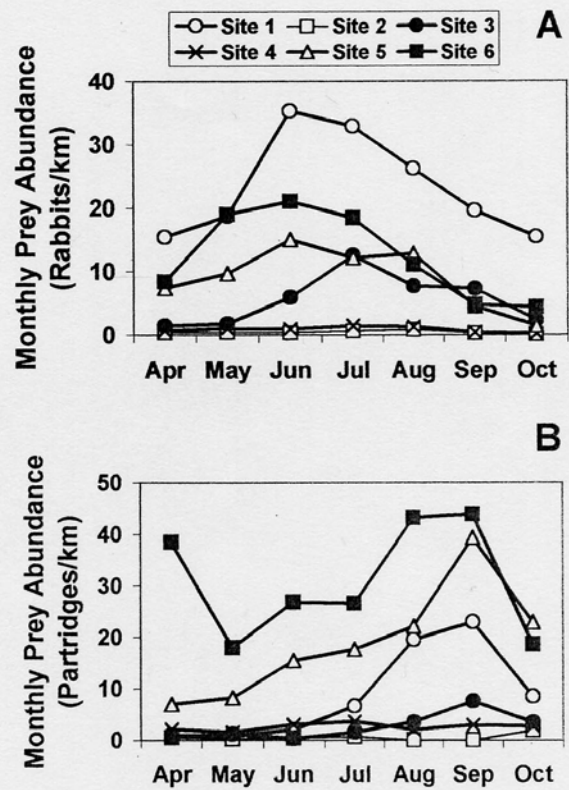 Site 1 Site 2 Site 3 A
Site 4 Site 5 Site 6
Monthly Prey Abundance
(Rabbits/km)
40
30
20
10
0
Apr May Jun Jul Aug Sep Oct
B
Monthly Prey Abundance
(Partridges/km)
50
40
30
20
10
0
Apr May Jun Jul Aug Sep Oct